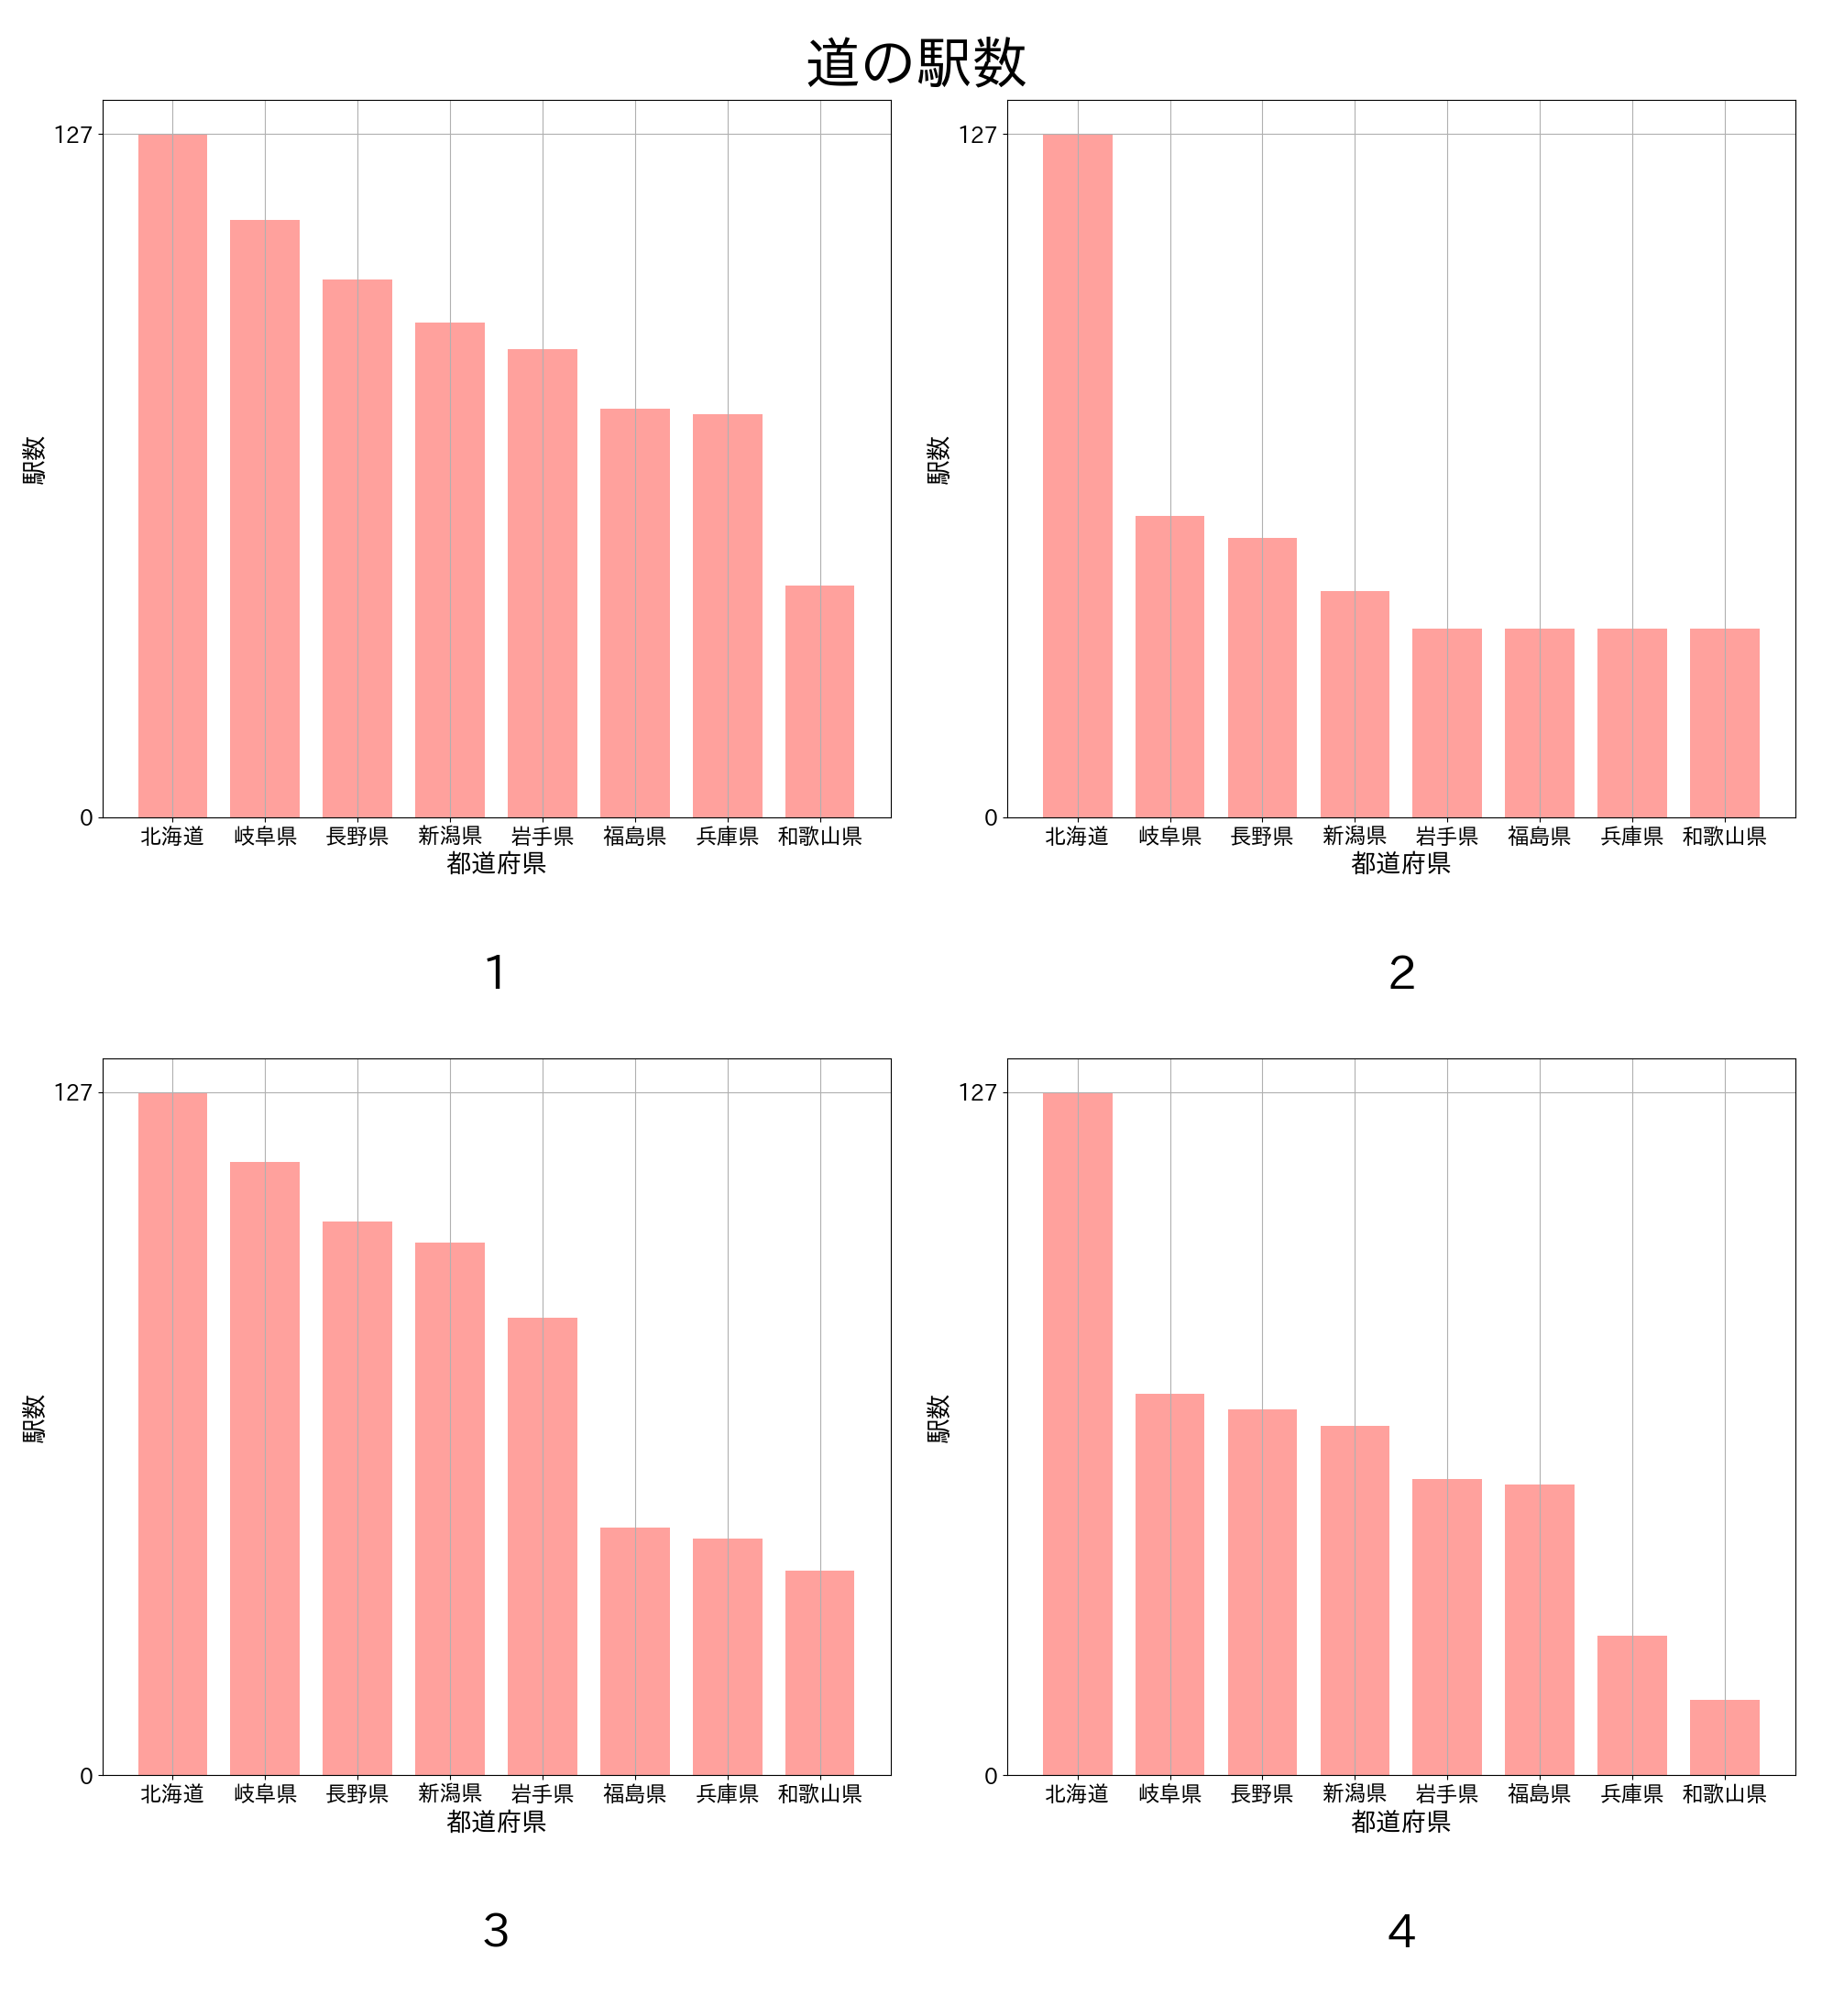 道の駅数
127
駅数
0
北海道 岐阜県 長野県 新潟県 岩手県 福島県 兵庫県 和歌山県
都道府県
1
127
駅数
0
北海道 岐阜県 長野県 新潟県 岩手県 福島県 兵庫県 和歌山県
都道府県
2
127
駅数
0
北海道 岐阜県 長野県 新潟県 岩手県 福島県 兵庫県 和歌山県
都道府県
3
127
駅数
0
北海道 岐阜県 長野県 新潟県 岩手県 福島県 兵庫県 和歌山県
都道府県
4